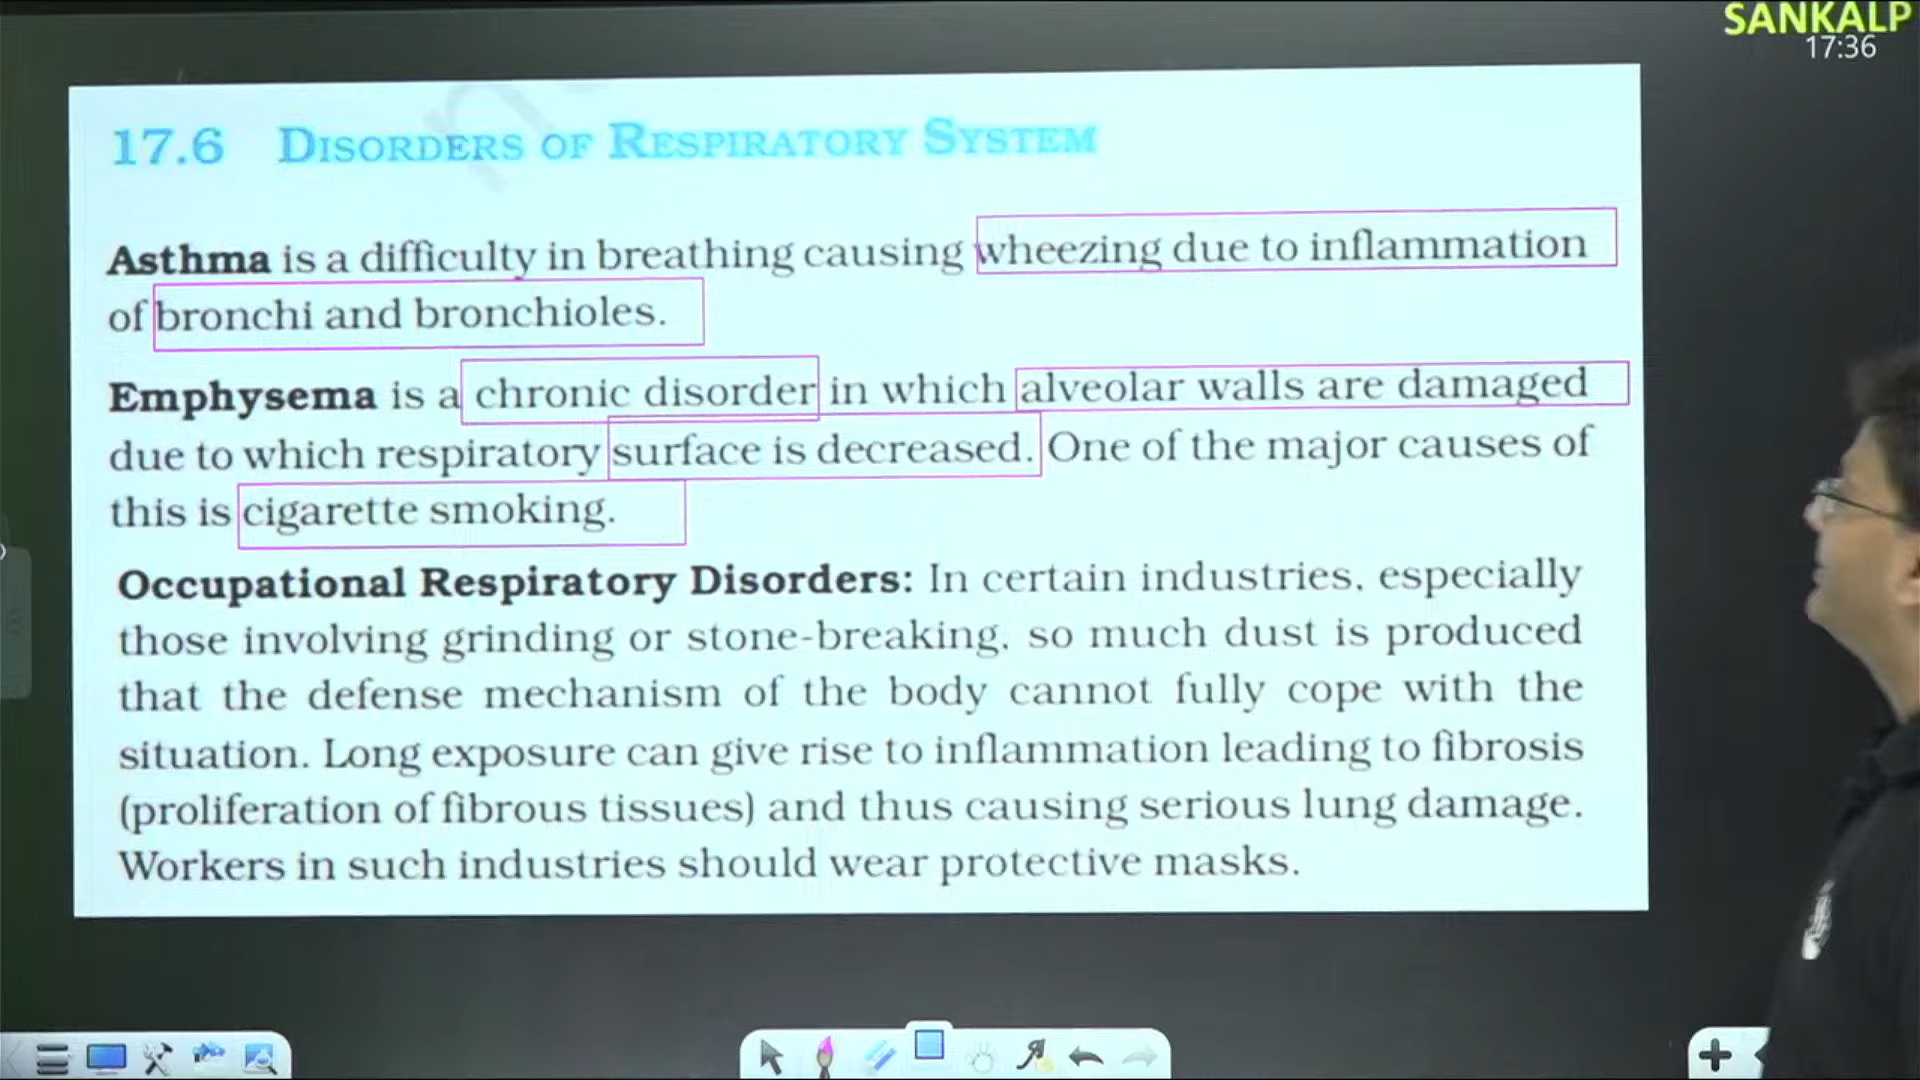 SANKALP
17:36
17.6 DISORDERS OF RESPIRATORY SYSTEM
Asthma is a difficulty in breathing causing wheezing due to inflammation
of bronchi and bronchioles.
Emphysema is a chronic disorder in which alveolar walls are damaged
due to which respiratory surface is decreased. One of the major causes of
this is cigarette smoking.
Occupational Respiratory Disorders: In certain industries, especially
those involving grinding or stone-breaking, so much dust is produced
that the defense mechanism of the body cannot fully cope with the
situation. Long exposure can give rise to inflammation leading to fibrosis
(proliferation of fibrous tissues) and thus causing serious lung damage.
Workers in such industries should wear protective masks.